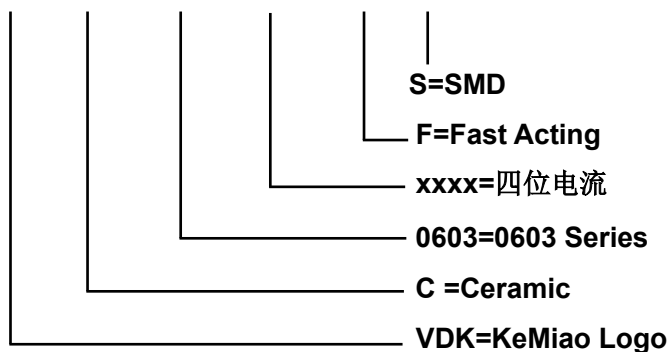 S=SMD
F=Fast Acting
xxxx=四位电流
0603=0603 Series
C =Ceramic
VDK=KeMiao Logo